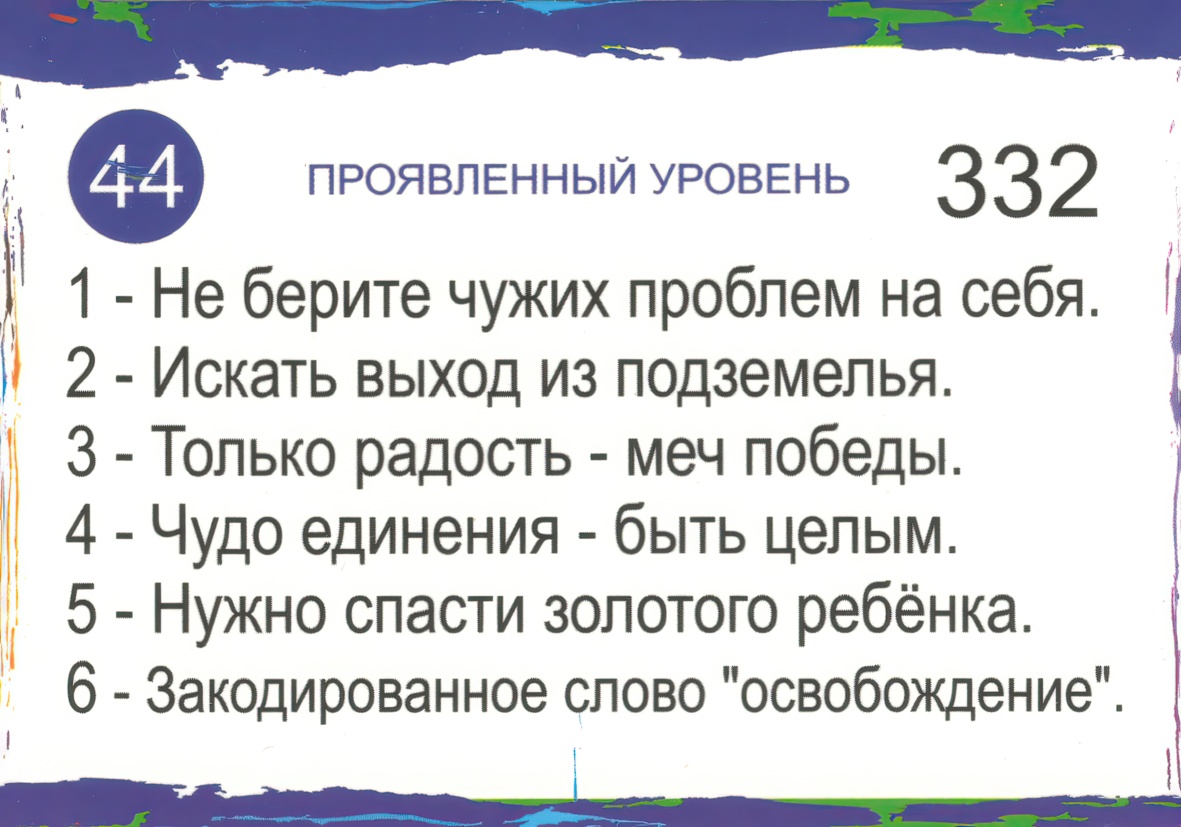 44 ПРОЯВЛЕННЫЙ УРОВЕНЬ 332
1 - Не берите чужих проблем на себя.
2 - Искать выход из подземелья.
3 - Только радость - меч победы.
4 - Чудо единения - быть целым.
5 - Нужно спасти золотого ребёнка.
6 - Закодированное слово "освобождение".